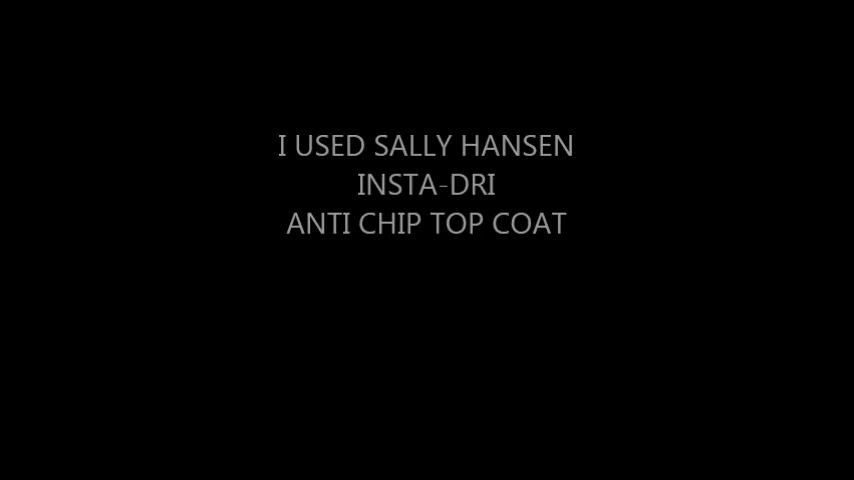 I USED SALLY HANSEN
INSTA-DRI
ANTI CHIP TOP COAT